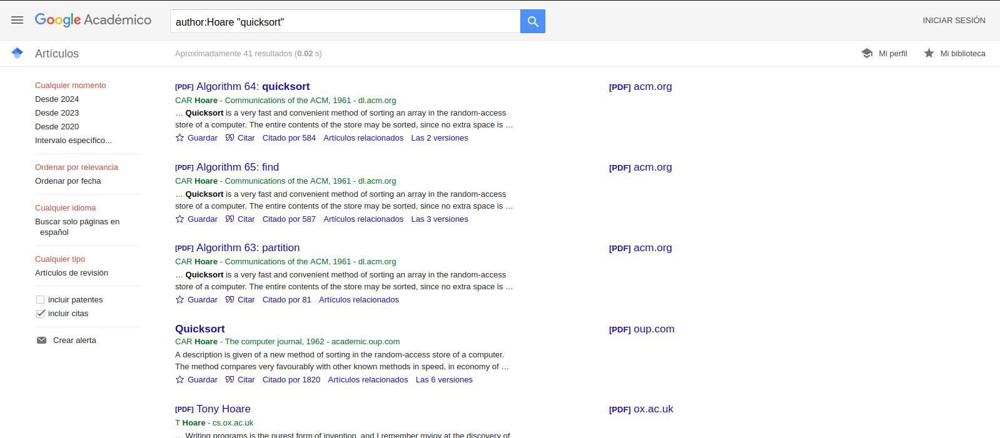 Google Académico
author:Hoare "quicksort"
INICIAR SESIÓN
Artículos
Aproximadamente 41 resultados (0.02 s)
Mi perfil
Mi biblioteca
Cualquier momento
Desde 2024
Desde 2023
Desde 2020
Intervalo específico...
Ordenar por relevancia
Ordenar por fecha
Cualquier idioma
Buscar solo páginas en
español
Cualquier tipo
Artículos de revisión
incluir patentes
incluir citas
Crear alerta
[PDF] Algorithm 64: quicksort
CAR Hoare - Communications of the ACM, 1961 - dl.acm.org
… Quicksort is a very fast and convenient method of sorting an array in the random-access
store of a computer. The entire contents of the store may be sorted, since no extra space is …
Guardar Citar Citado por 584 Artículos relacionados Las 2 versiones
[PDF] acm.org
[PDF] Algorithm 65: find
CAR Hoare - Communications of the ACM, 1961 - dl.acm.org
… Quicksort is a very fast and convenient method of sorting an array in the random-access
store of a computer. The entire contents of the store may be sorted, since no extra space is …
Guardar Citar Citado por 587 Artículos relacionados Las 3 versiones
[PDF] acm.org
[PDF] Algorithm 63: partition
CAR Hoare - Communications of the ACM, 1961 - dl.acm.org
… Quicksort is a very fast and convenient method of sorting an array in the random-access
store of a computer. The entire contents of the store may be sorted, since no extra space is …
Guardar Citar Citado por 81 Artículos relacionados
[PDF] acm.org
Quicksort
CAR Hoare - The computer journal, 1962 - academic.oup.com
A description is given of a new method of sorting in the random-access store of a computer.
The method compares very favourably with other known methods in speed, in economy of …
Guardar Citar Citado por 1820 Artículos relacionados Las 6 versiones
[PDF] oup.com
[PDF] Tony Hoare
T Hoare - cs.ox.ac.uk
… Writing programs is the purest form of invention, and I remember myjoy at the discovery of
[PDF] ox.ac.uk